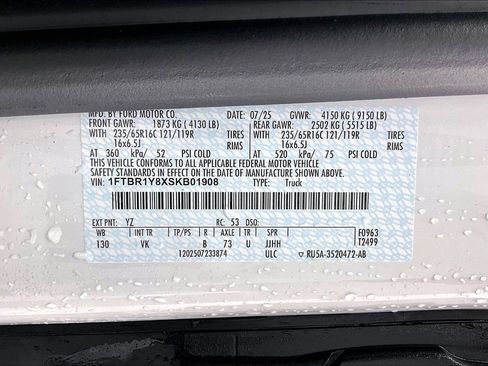 MFD. BY FORD MOTOR CO. 07/25 GVWR: 4150 KG ( 9150 LB)
FRONT GAWR: 1873 KG ( 4130 LB) REAR GAWR: 2502 KG ( 5515 LB)
WITH 235/65R16C 121/119R TIRES WITH 235/65R16C 121/119R TIRES
16x6.5J RIMS 16x6.5J RIMS
AT 360 kPa/ 52 PSI COLD AT 520 kPa/ 75 PSI COLD
THIS VEHICLE CONFORMS TO ALL APPLICABLE FEDERAL MOTOR VEHICLE
SAFETY STANDARDS IN EFFECT ON THE DATE OF MANUFACTURE SHOWN ABOVE.
VIN: 1FTBR1Y8XSKB01908 TYPE: Truck
EXT PNT: YZ RC: 53 DSO: F0963
WB INT TR TP/PS R AXLE TR SPR T2499
130 VK B 73 U JJHH
1202507233874 ULC ▼ RU5A-3520472-AB